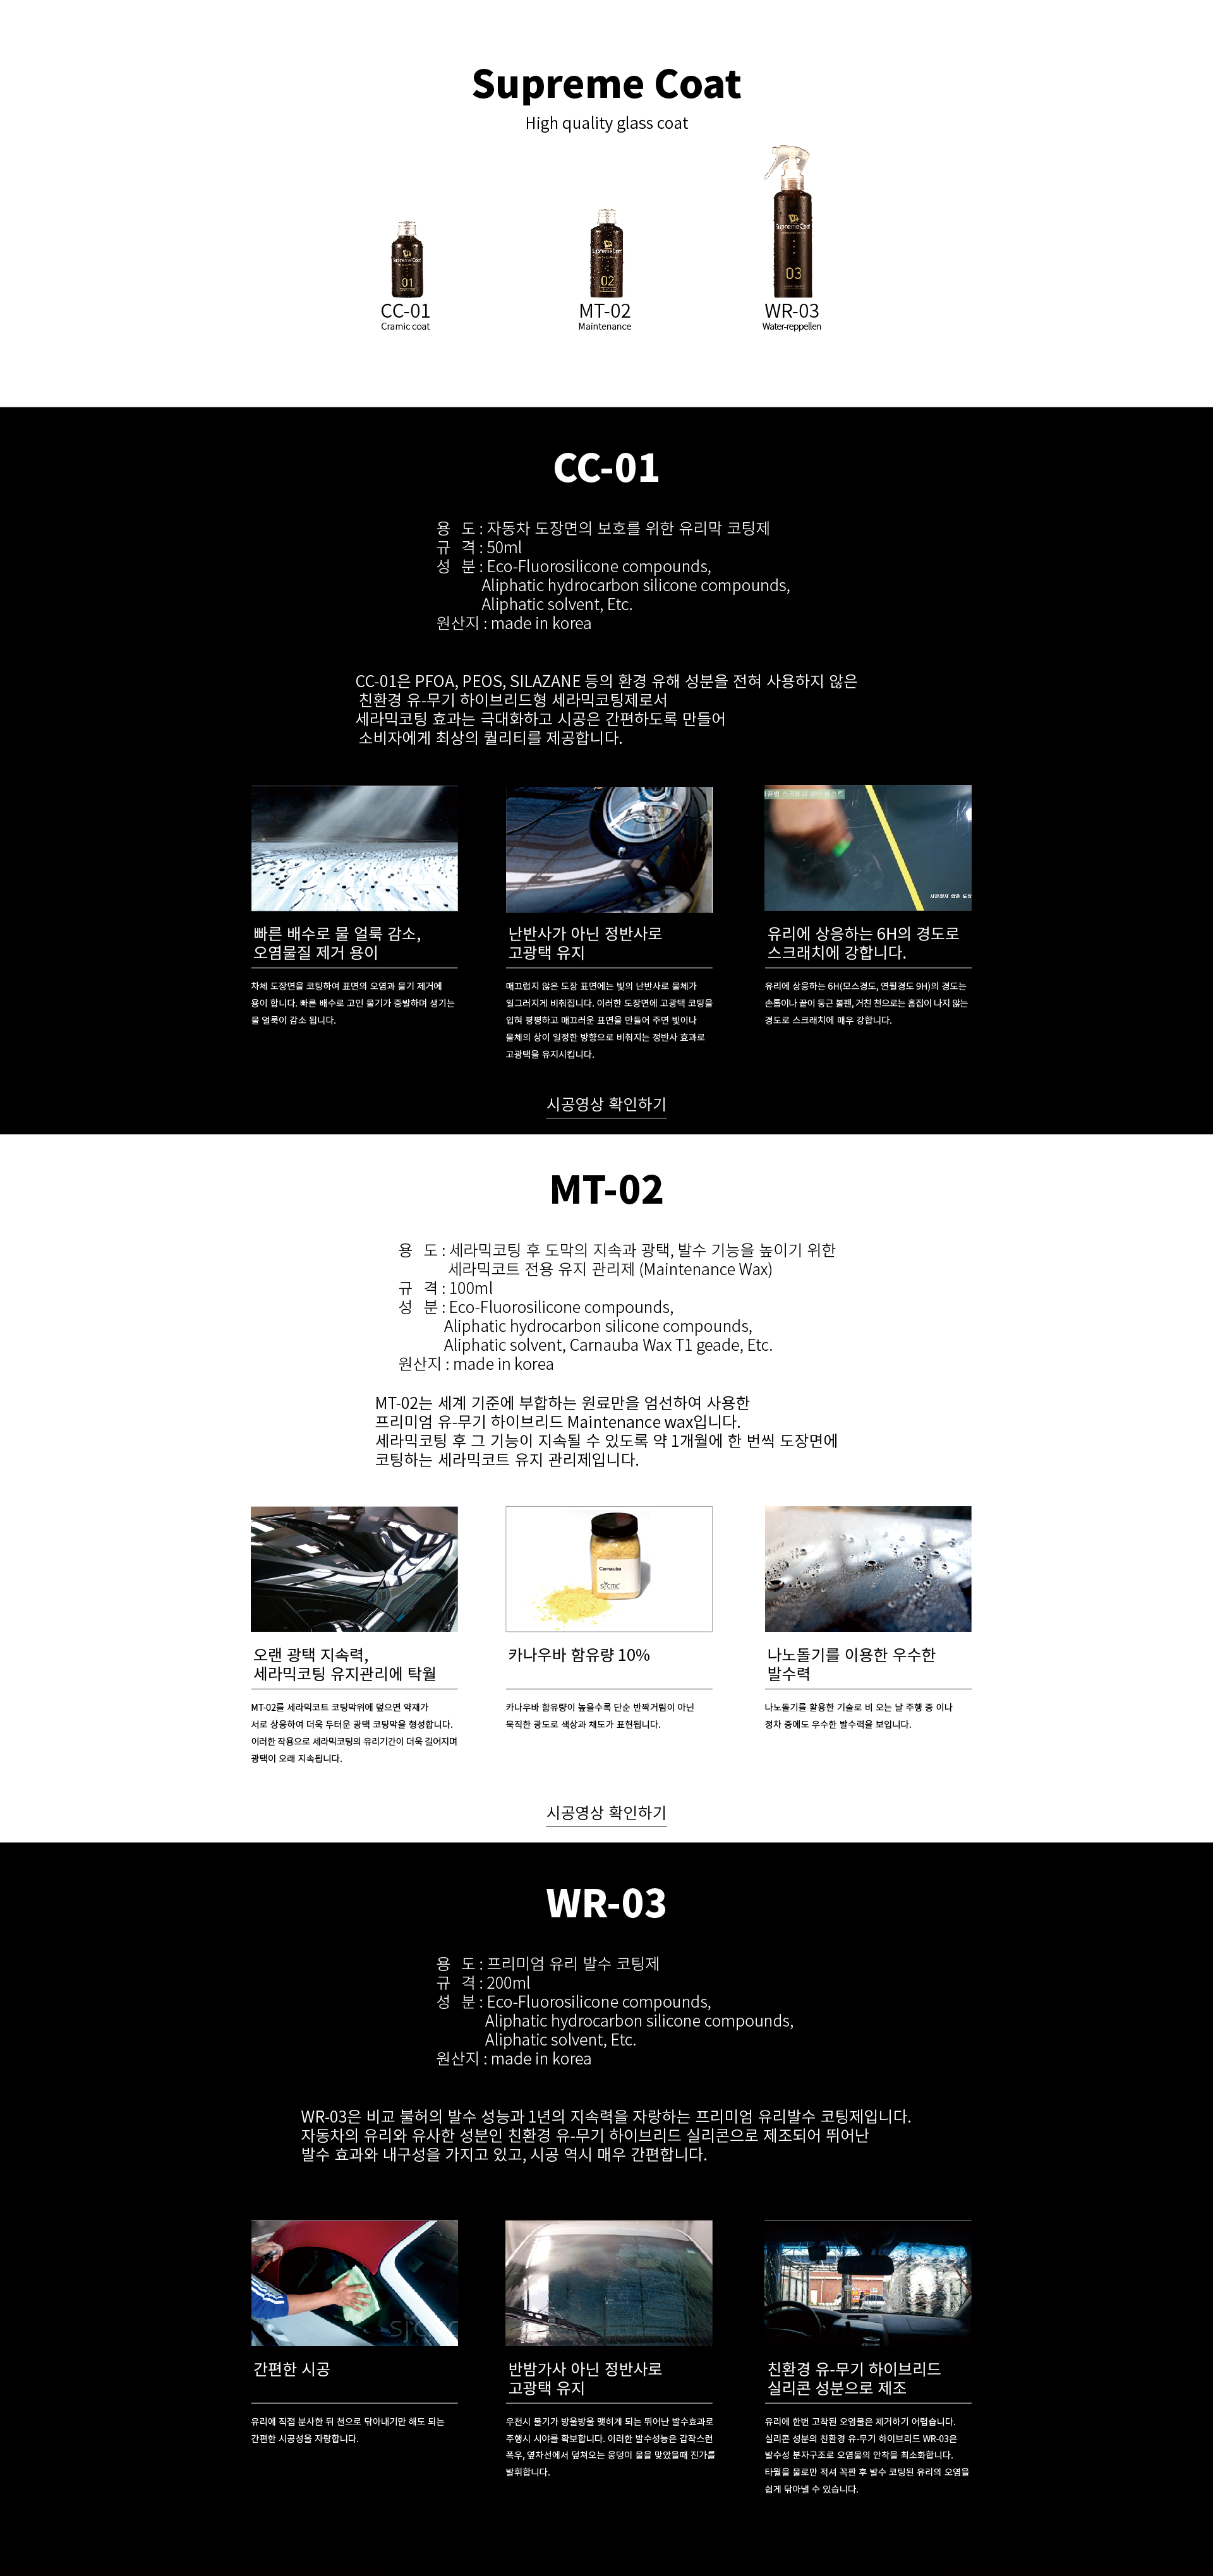 Supreme Coat
High quality glass coat
Supreme Coat
01
Supreme Coat
02
Supreme Coat
03
CC-01
Cramic coat
MT-02
Maintenance
WR-03
Water-reppellen
CC-01
용 도 : 자동차 도장면의 보호를 위한 유리막 코팅제
규 격 : 50ml
성 분 : Eco-Fluorosilicone compounds,
Aliphatic hydrocarbon silicone compounds,
Aliphatic solvent, Etc.
원산지 : made in korea
CC-01은 PFOA, PEOS, SILAZANE 등의 환경 유해 성분을 전혀 사용하지 않은
친환경 유-무기 하이브리드형 세라믹코팅제로서
세라믹코팅 효과는 극대화하고 시공은 간편하도록 만들어
소비자에게 최상의 퀄리티를 제공합니다.
빠른 배수로 물 얼룩 감소,
오염물질 제거 용이
차체 도장면을 코팅하여 표면의 오염과 물기 제거에
용이 합니다. 빠른 배수로 고인 물기가 증발하며 생기는
물 얼룩이 감소 됩니다.
난반사가 아닌 정반사로
고광택 유지
매끄럽지 않은 도장 표면에는 빛의 난반사로 물체가
일그러지게 비춰집니다. 이러한 도장면에 고광택 코팅을
입혀 평평하고 매끄러운 표면을 만들어 주면 빛이나
물체의 상이 일정한 방향으로 비춰지는 정반사 효과로
고광택을 유지시킵니다.
유리에 상응하는 6H의 경도로
스크래치에 강합니다.
유리에 상응하는 6H(모스경도, 연필경도 9H)의 경도는
손톱이나 끝이 둥근 볼펜, 거친 천으로는 흠집이 나지 않는
경도로 스크래치에 매우 강합니다.
시공영상 확인하기
MT-02
용 도 : 세라믹코팅 후 도막의 지속과 광택, 발수 기능을 높이기 위한
세라믹코트 전용 유지 관리제 (Maintenance Wax)
규 격 : 100ml
성 분 : Eco-Fluorosilicone compounds,
Aliphatic hydrocarbon silicone compounds,
Aliphatic solvent, Carnauba Wax T1 geade, Etc.
원산지 : made in korea
MT-02는 세계 기준에 부합하는 원료만을 엄선하여 사용한
프리미엄 유-무기 하이브리드 Maintenance wax입니다.
세라믹코팅 후 그 기능이 지속될 수 있도록 약 1개월에 한 번씩 도장면에
코팅하는 세라믹코트 유지 관리제입니다.
Carnauba
sjcmc
오랜 광택 지속력,
세라믹코팅 유지관리에 탁월
MT-02를 세라믹코트 코팅막위에 덮으면 약재가
서로 상응하여 더욱 두터운 광택 코팅막을 형성합니다.
이러한 작용으로 세라믹코팅의 유리기간이 더욱 길어지며
광택이 오래 지속됩니다.
카나우바 함유량 10%
카나우바 함유량이 높을수록 단순 반짝거림이 아닌
묵직한 광도로 색상과 채도가 표현됩니다.
나노돌기를 이용한 우수한
발수력
나노돌기를 활용한 기술로 비 오는 날 주행 중 이나
정차 중에도 우수한 발수력을 보입니다.
시공영상 확인하기
WR-03
용 도 : 프리미엄 유리 발수 코팅제
규 격 : 200ml
성 분 : Eco-Fluorosilicone compounds,
Aliphatic hydrocarbon silicone compounds,
Aliphatic solvent, Etc.
원산지 : made in korea
WR-03은 비교 불허의 발수 성능과 1년의 지속력을 자랑하는 프리미엄 유리발수 코팅제입니다.
자동차의 유리와 유사한 성분인 친환경 유-무기 하이브리드 실리콘으로 제조되어 뛰어난
발수 효과와 내구성을 가지고 있고, 시공 역시 매우 간편합니다.
간편한 시공
유리에 직접 분사한 뒤 천으로 닦아내기만 해도 되는
간편한 시공성을 자랑합니다.
반밤가사 아닌 정반사로
고광택 유지
우천시 물기가 방울방울 맺히게 되는 뛰어난 발수효과로
주행시 시야를 확보합니다. 이러한 발수성능은 갑작스런
폭우, 옆차선에서 덮쳐오는 웅덩이 물을 맞았을때 진가를
발휘합니다.
친환경 유-무기 하이브리드
실리콘 성분으로 제조
유리에 한번 고착된 오염물은 제거하기 어렵습니다.
실리콘 성분의 친환경 유-무기 하이브리드 WR-03은
발수성 분자구조로 오염물의 안착을 최소화합니다.
타월을 물로만 적셔 꼭짠 후 발수 코팅된 유리의 오염을
쉽게 닦아낼 수 있습니다.